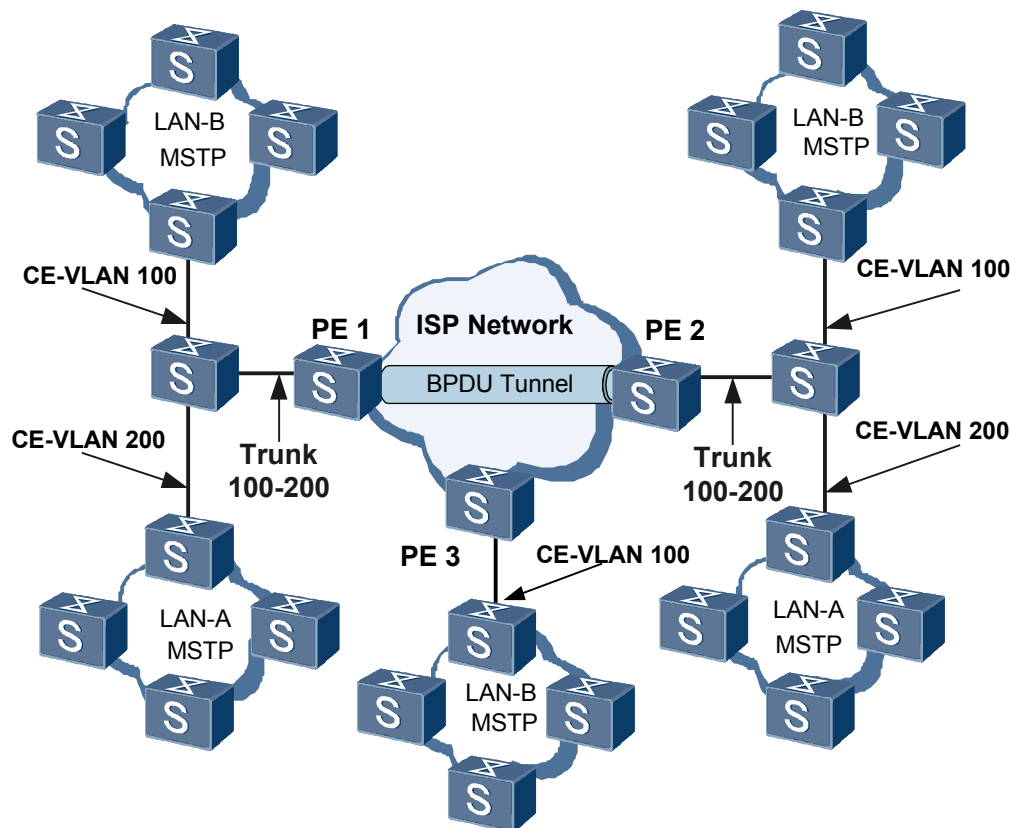 S
S
LAN-B
MSTP
S
S
LAN-B
MSTP
S
S
S
S
CE-VLAN 100
CE-VLAN 100
PE 1
ISP Network
PE 2
S
S
BPDU Tunnel
S
S
CE-VLAN 200
CE-VLAN 200
Trunk
100-200
Trunk
100-200
S
PE 3
CE-VLAN 100
S
S
S
LAN-A
MSTP
S
S
LAN-A
MSTP
S
S
S
LAN-B
MSTP
S
S
S
S